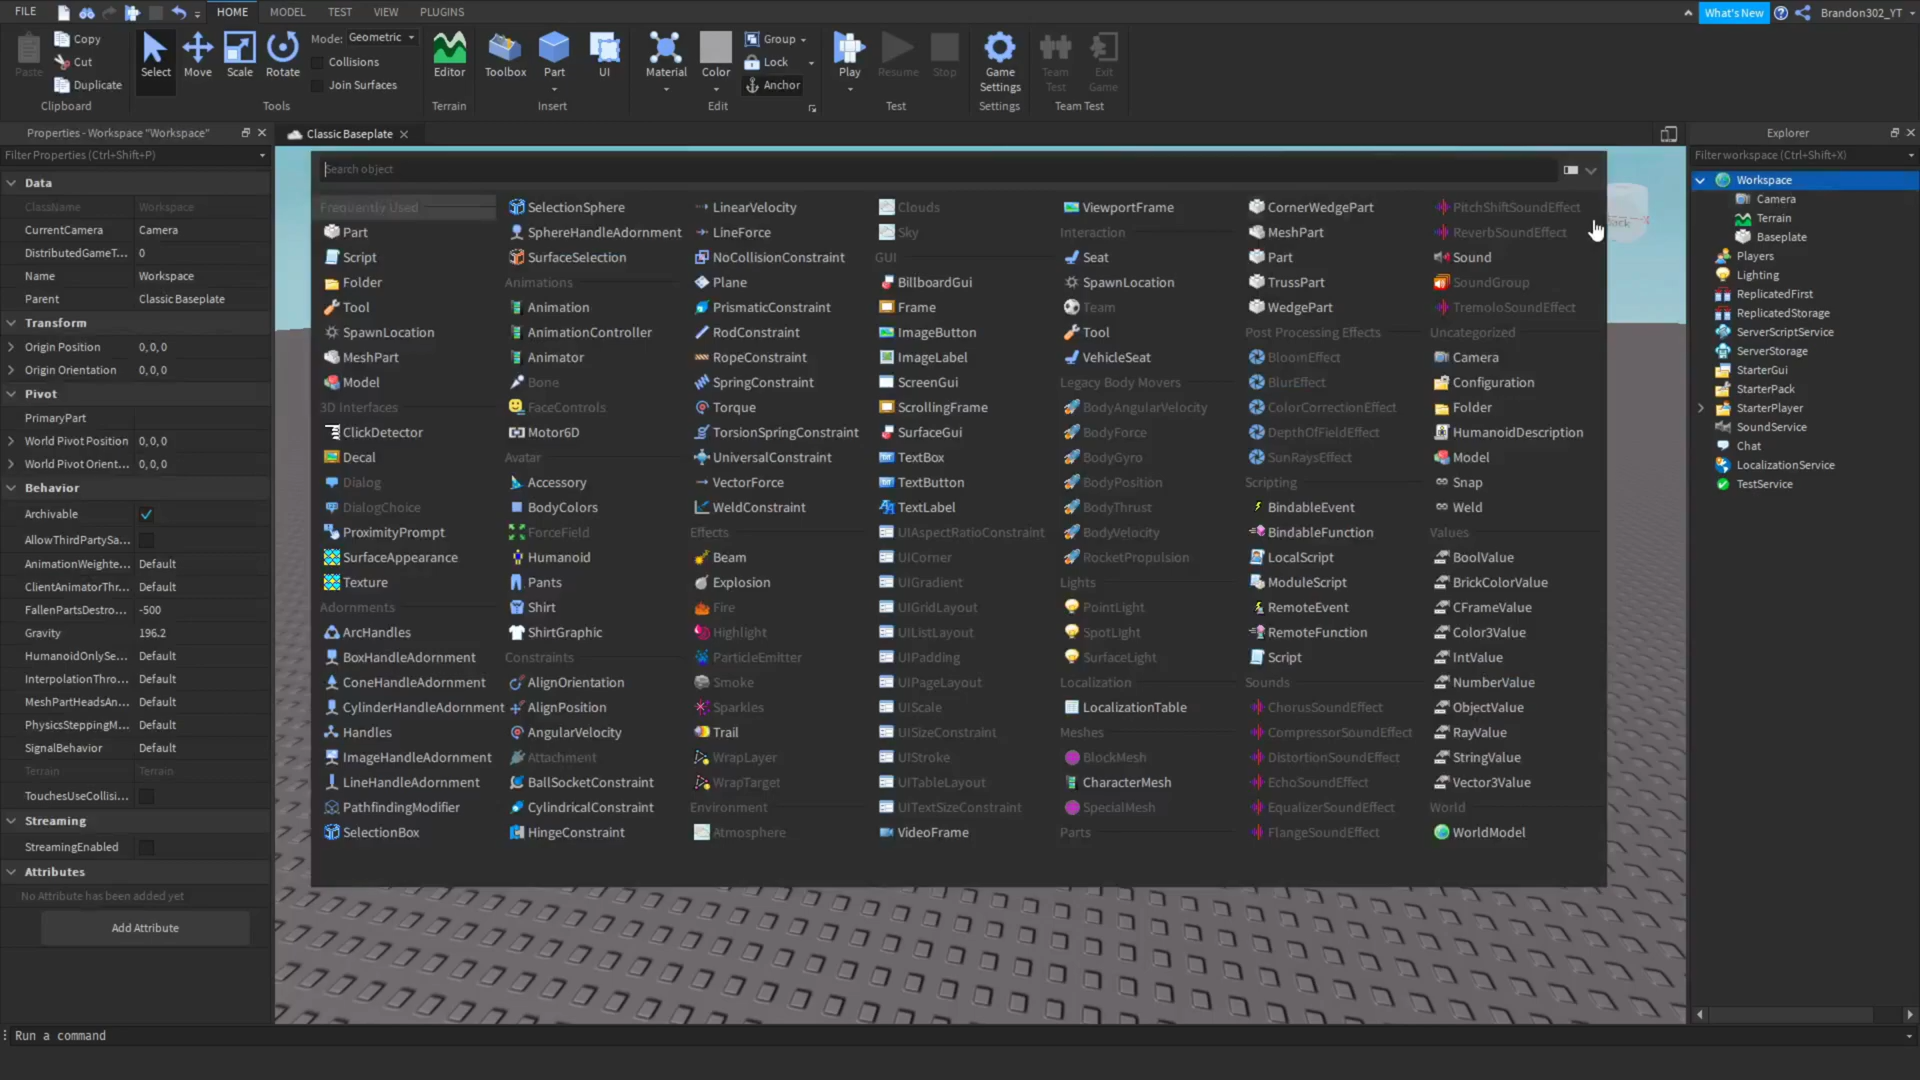 FILE
HOME
MODEL
TEST
VIEW
PLUGINS
What's New
Brandon302_YT
Paste
Copy
Cut
Duplicate
Clipboard
Select
Move
Scale
Rotate
Mode: Geometric
Collisions
Join Surfaces
Tools
Editor
Terrain
Toolbox
Part
UI
Insert
Material
Color
Group
Lock
Anchor
Edit
Play
Resume
Stop
Test
Game Settings
Settings
Team Test
Exit Game
Team Test
Properties - Workspace "Workspace"
Filter Properties (Ctrl+Shift+P)
Data
ClassName Workspace
CurrentCamera Camera
DistributedGameT... 0
Name Workspace
Parent Classic Baseplate
Transform
Origin Position 0,0,0
Origin Orientation 0,0,0
Pivot
PrimaryPart
World Pivot Position 0,0,0
World Pivot Orient... 0,0,0
Behavior
Archivable
AllowThirdPartySa...
AnimationWeighte... Default
ClientAnimatorThr... Default
FallenPartsDestro... -500
Gravity 196.2
HumanoidOnlySe... Default
InterpolationThro... Default
MeshPartHeadsAn... Default
PhysicsSteppingM... Default
SignalBehavior Default
Terrain Terrain
TouchesUseCollisi...
Streaming
StreamingEnabled
Attributes
No Attribute has been added yet
Add Attribute
Classic Baseplate
Search object
Frequently Used
Part
Script
Folder
Tool
SpawnLocation
MeshPart
Model
3D Interfaces
ClickDetector
Decal
Dialog
DialogChoice
ProximityPrompt
SurfaceAppearance
Texture
Adornments
ArcHandles
BoxHandleAdornment
ConeHandleAdornment
CylinderHandleAdornment
Handles
ImageHandleAdornment
LineHandleAdornment
PathfindingModifier
SelectionBox
SelectionSphere
SphereHandleAdornment
SurfaceSelection
Animations
Animation
AnimationController
Animator
Bone
FaceControls
Motor6D
Avatar
Accessory
BodyColors
ForceField
Humanoid
Pants
Shirt
ShirtGraphic
Constraints
AlignOrientation
AlignPosition
AngularVelocity
Attachment
BallSocketConstraint
CylindricalConstraint
HingeConstraint
LinearVelocity
LineForce
NoCollisionConstraint
Plane
PrismaticConstraint
RodConstraint
RopeConstraint
SpringConstraint
Torque
TorsionSpringConstraint
UniversalConstraint
VectorForce
WeldConstraint
Effects
Beam
Explosion
Fire
Highlight
ParticleEmitter
Smoke
Sparkles
Trail
WrapLayer
WrapTarget
Environment
Atmosphere
Clouds
Sky
GUI
BillboardGui
Frame
ImageButton
ImageLabel
ScreenGui
ScrollingFrame
SurfaceGui
TextBox
TextButton
TextLabel
UIAspectRatioConstraint
UICorner
UIGradient
UIGridLayout
UIListLayout
UIPadding
UIPageLayout
UIScale
UISizeConstraint
UIStroke
UITableLayout
UITextSizeConstraint
VideoFrame
ViewportFrame
Interaction
Seat
SpawnLocation
Team
Tool
VehicleSeat
Legacy Body Movers
BodyAngularVelocity
BodyForce
BodyGyro
BodyPosition
BodyThrust
BodyVelocity
RocketPropulsion
Lights
PointLight
SpotLight
SurfaceLight
Localization
LocalizationTable
Meshes
BlockMesh
CharacterMesh
SpecialMesh
Parts
CornerWedgePart
MeshPart
Part
TrussPart
WedgePart
Post Processing Effects
BloomEffect
BlurEffect
ColorCorrectionEffect
DepthOfFieldEffect
SunRaysEffect
Scripting
BindableEvent
BindableFunction
LocalScript
ModuleScript
RemoteEvent
RemoteFunction
Script
Sounds
ChorusSoundEffect
CompressorSoundEffect
DistortionSoundEffect
EchoSoundEffect
EqualizerSoundEffect
FlangeSoundEffect
PitchShiftSoundEffect
ReverbSoundEffect
Sound
SoundGroup
TremoloSoundEffect
Uncategorized
Camera
Configuration
Folder
HumanoidDescription
Model
Snap
Weld
Values
BoolValue
BrickColorValue
CFrameValue
Color3Value
IntValue
NumberValue
ObjectValue
RayValue
StringValue
Vector3Value
World
WorldModel
Explorer
Filter workspace (Ctrl+Shift+X)
Workspace
Camera
Terrain
Baseplate
Players
Lighting
ReplicatedFirst
ReplicatedStorage
ServerScriptService
ServerStorage
StarterGui
StarterPack
StarterPlayer
SoundService
Chat
LocalizationService
TestService
Run a command